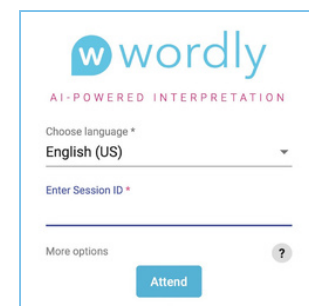 w wordly
AI-POWERED INTERPRETATION
Choose language *
English (US)
Enter Session ID *
More options
?
Attend